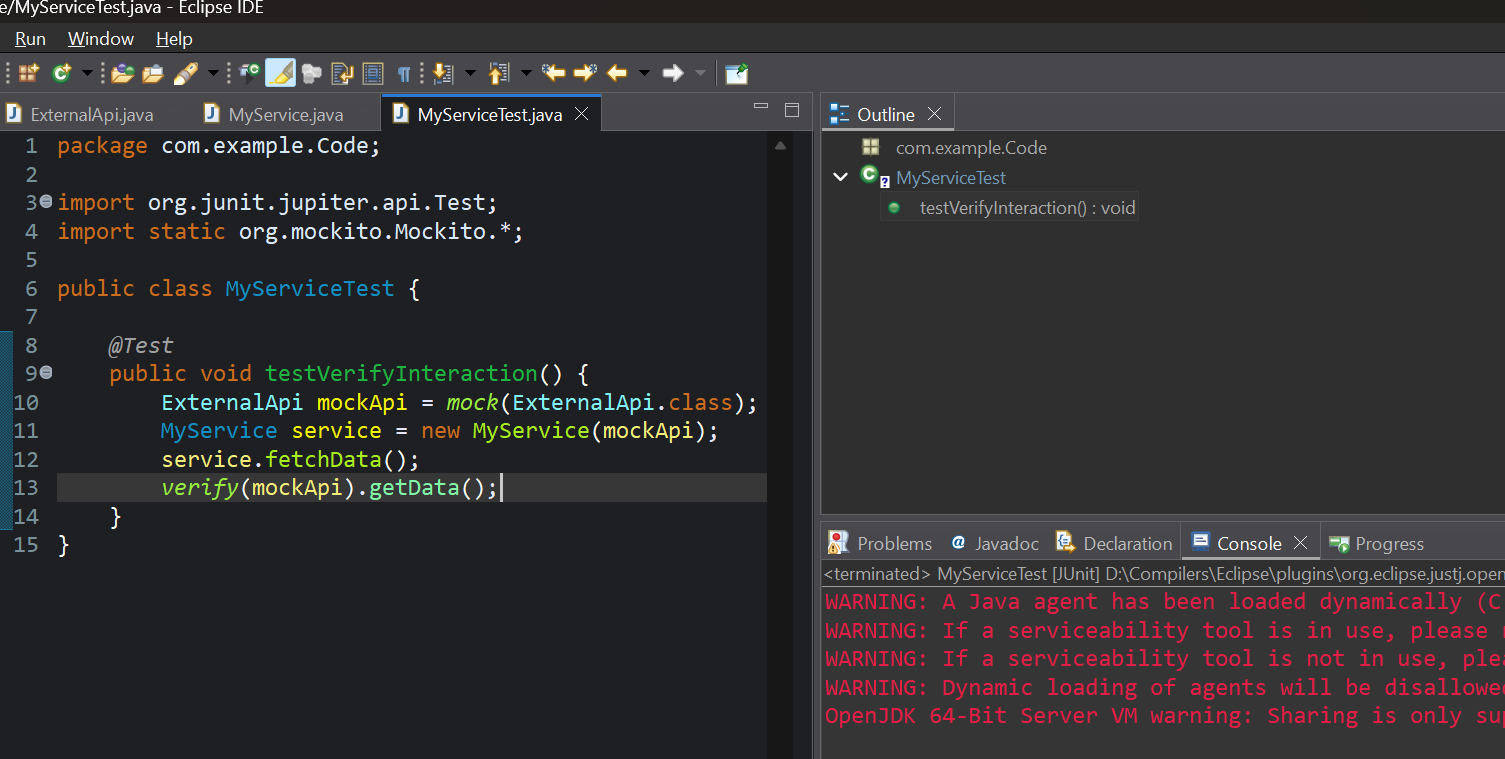 e/MyServiceTest.java - Eclipse IDE
Run Window Help
ExternalApi.java MyService.java MyServiceTest.java
1 package com.example.Code;
2
3 import org.junit.jupiter.api.Test;
4 import static org.mockito.Mockito.*;
5
6 public class MyServiceTest {
7
8 @Test
9 public void testVerifyInteraction() {
10 ExternalApi mockApi = mock(ExternalApi.class);
11 MyService service = new MyService(mockApi);
12 service.fetchData();
13 verify(mockApi).getData();
14 }
15 }
Outline
com.example.Code
MyServiceTest
testVerifyInteraction() : void
Problems Javadoc Declaration Console Progress
<terminated> MyServiceTest [JUnit] D:\Compilers\Eclipse\plugins\org.eclipse.justj.open
WARNING: A Java agent has been loaded dynamically (C
WARNING: If a serviceability tool is in use, please
WARNING: If a serviceability tool is not in use, plea
WARNING: Dynamic loading of agents will be disallowed
OpenJDK 64-Bit Server VM warning: Sharing is only sup